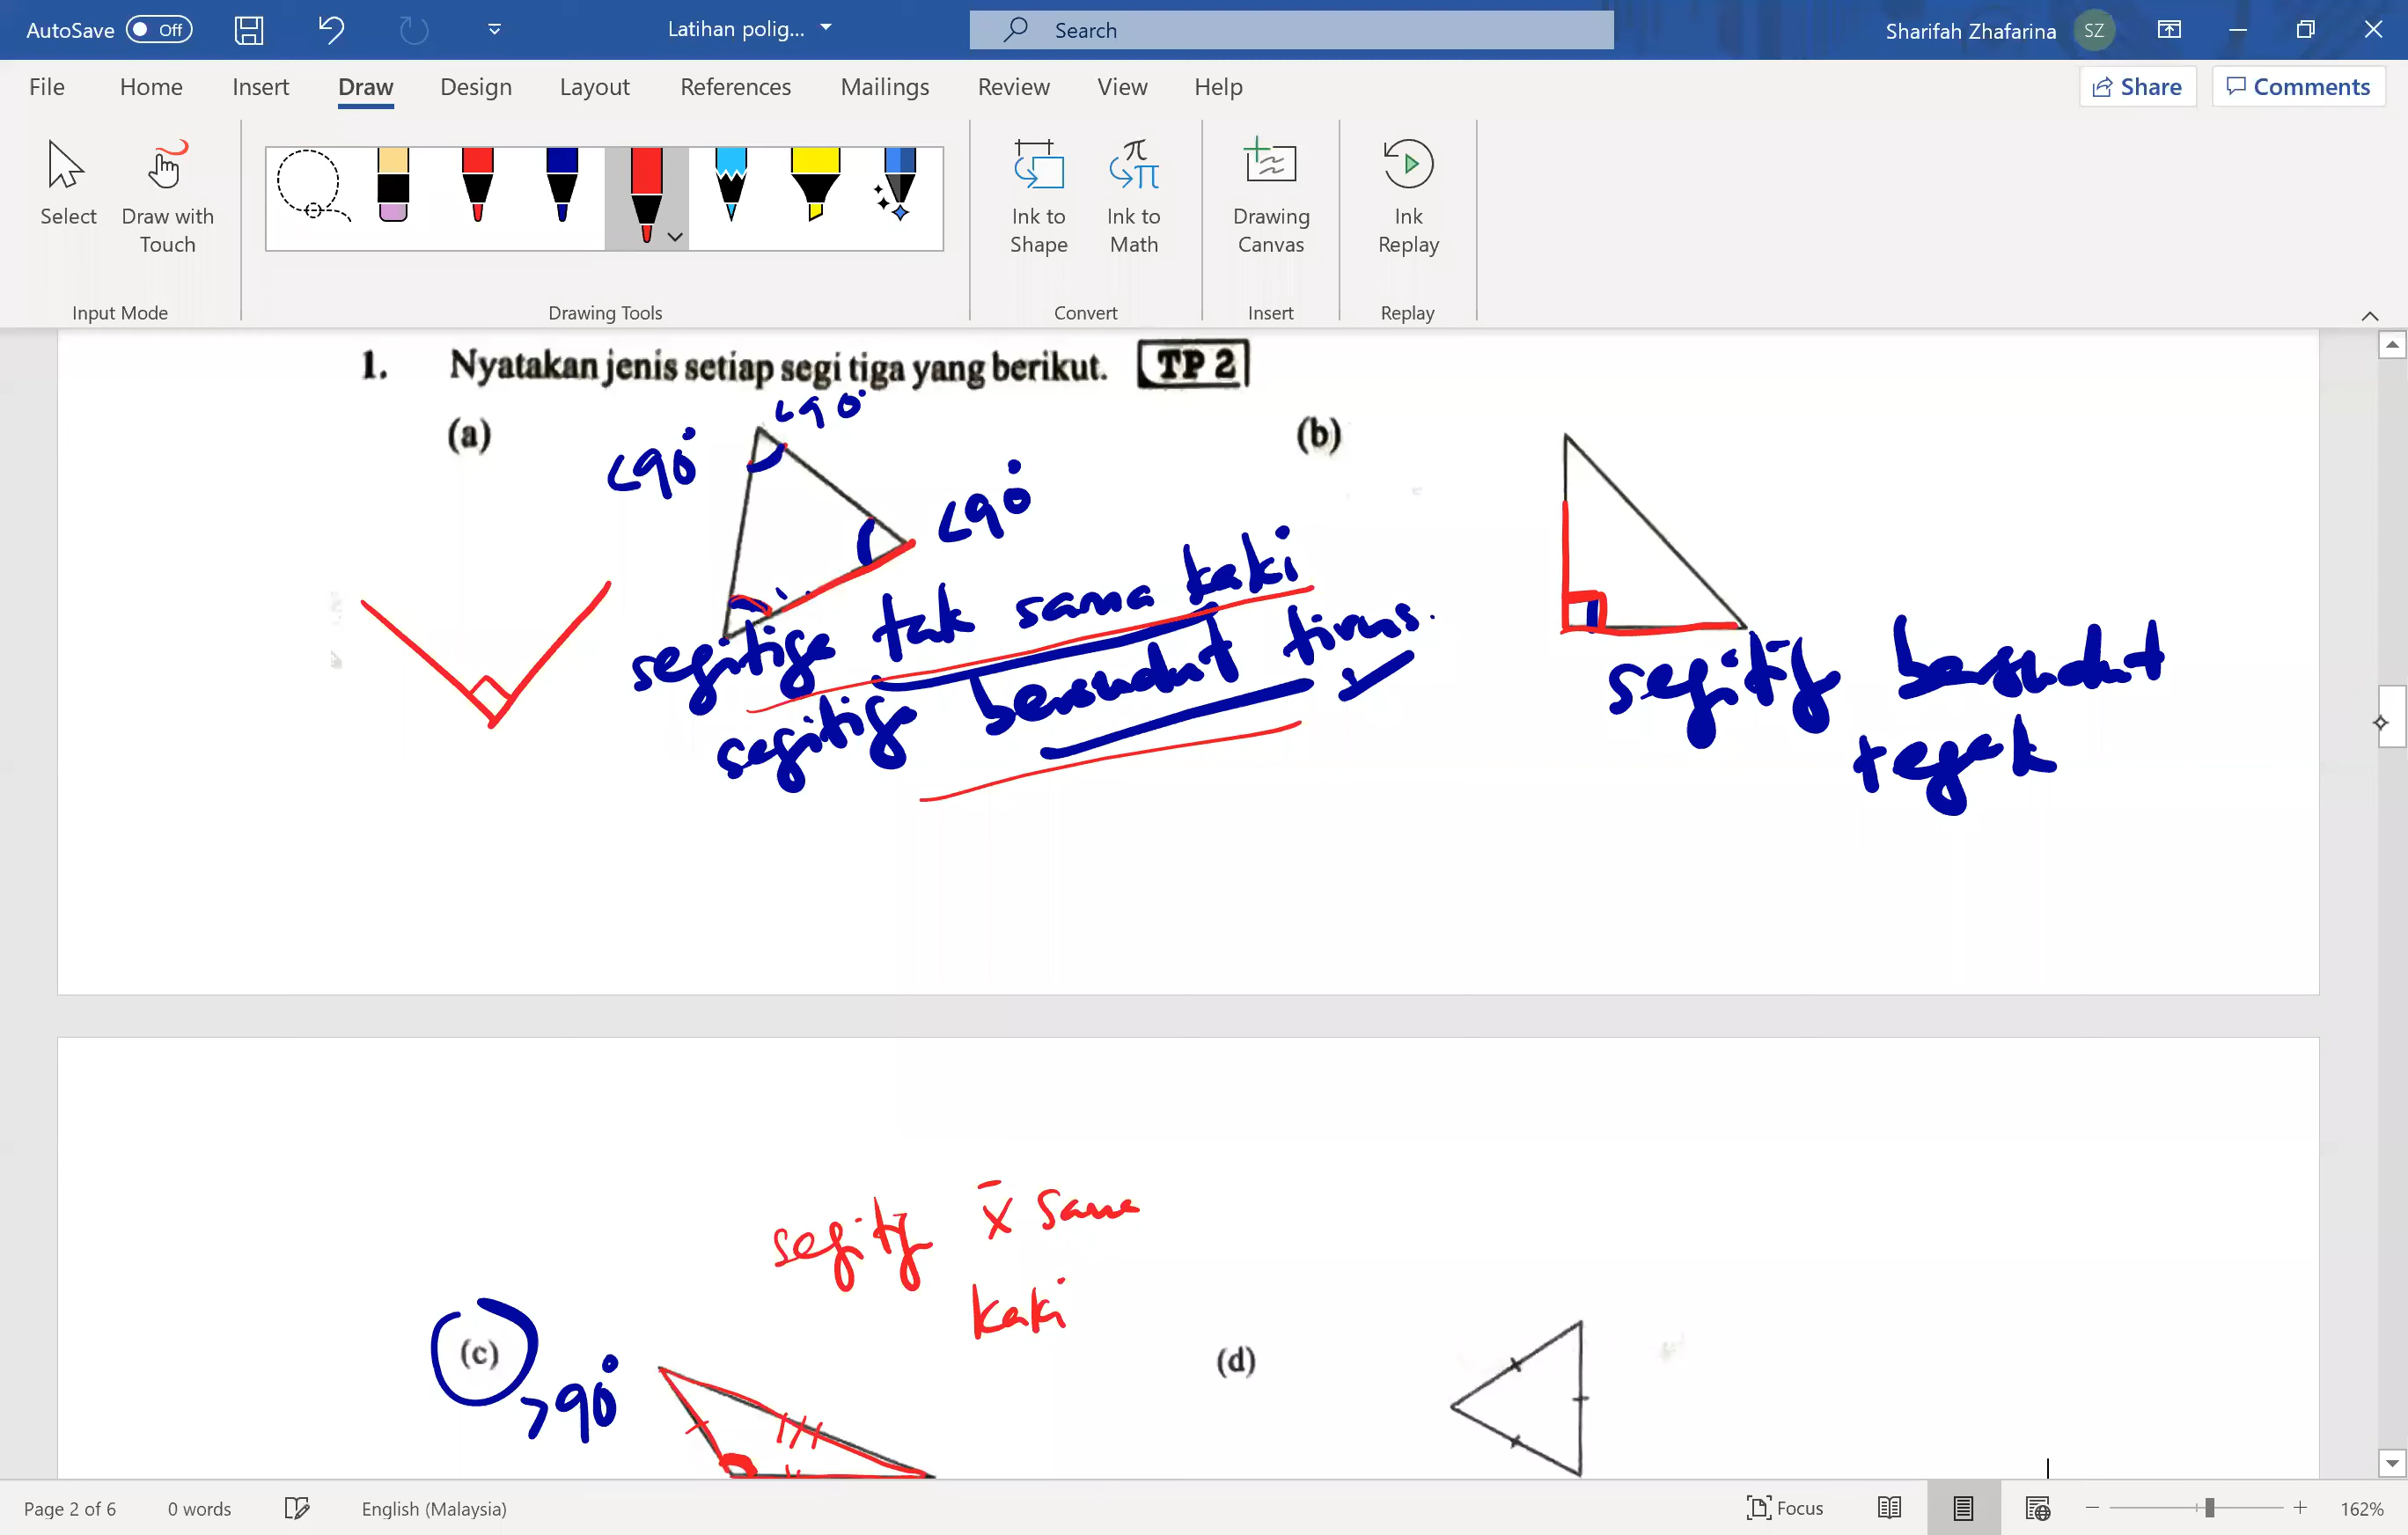 AutoSave Off Latihan polig... Search Sharifah Zhafarina SZ
File Home Insert Draw Design Layout References Mailings Review View Help Share Comments
Select
Draw with Touch
Ink to Shape
Ink to Math
Drawing Canvas
Ink Replay
Input Mode Drawing Tools Convert Insert Replay
1. Nyatakan jenis setiap segi tiga yang berikut. TP 2
(a)
<90°
<90°
<90°
segitiga tak sama kaki
segitiga bersudut tirus.
(b)
segitig bersudut
tegak
segitig x̄ sama
kaki
(c)
>90°
(d)
Page 2 of 6 0 words English (Malaysia) Focus 162%